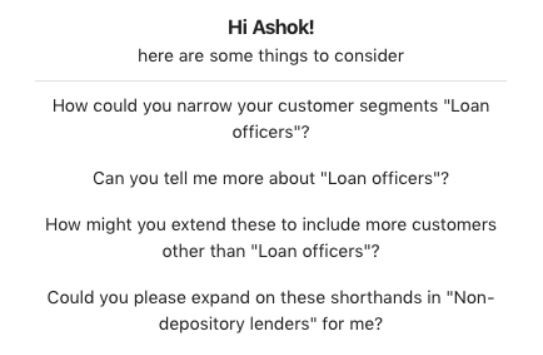 Hi Ashok!
here are some things to consider
How could you narrow your customer segments "Loan
officers"?
Can you tell me more about "Loan officers"?
How might you extend these to include more customers
other than "Loan officers"?
Could you please expand on these shorthands in "Non-
depository lenders" for me?